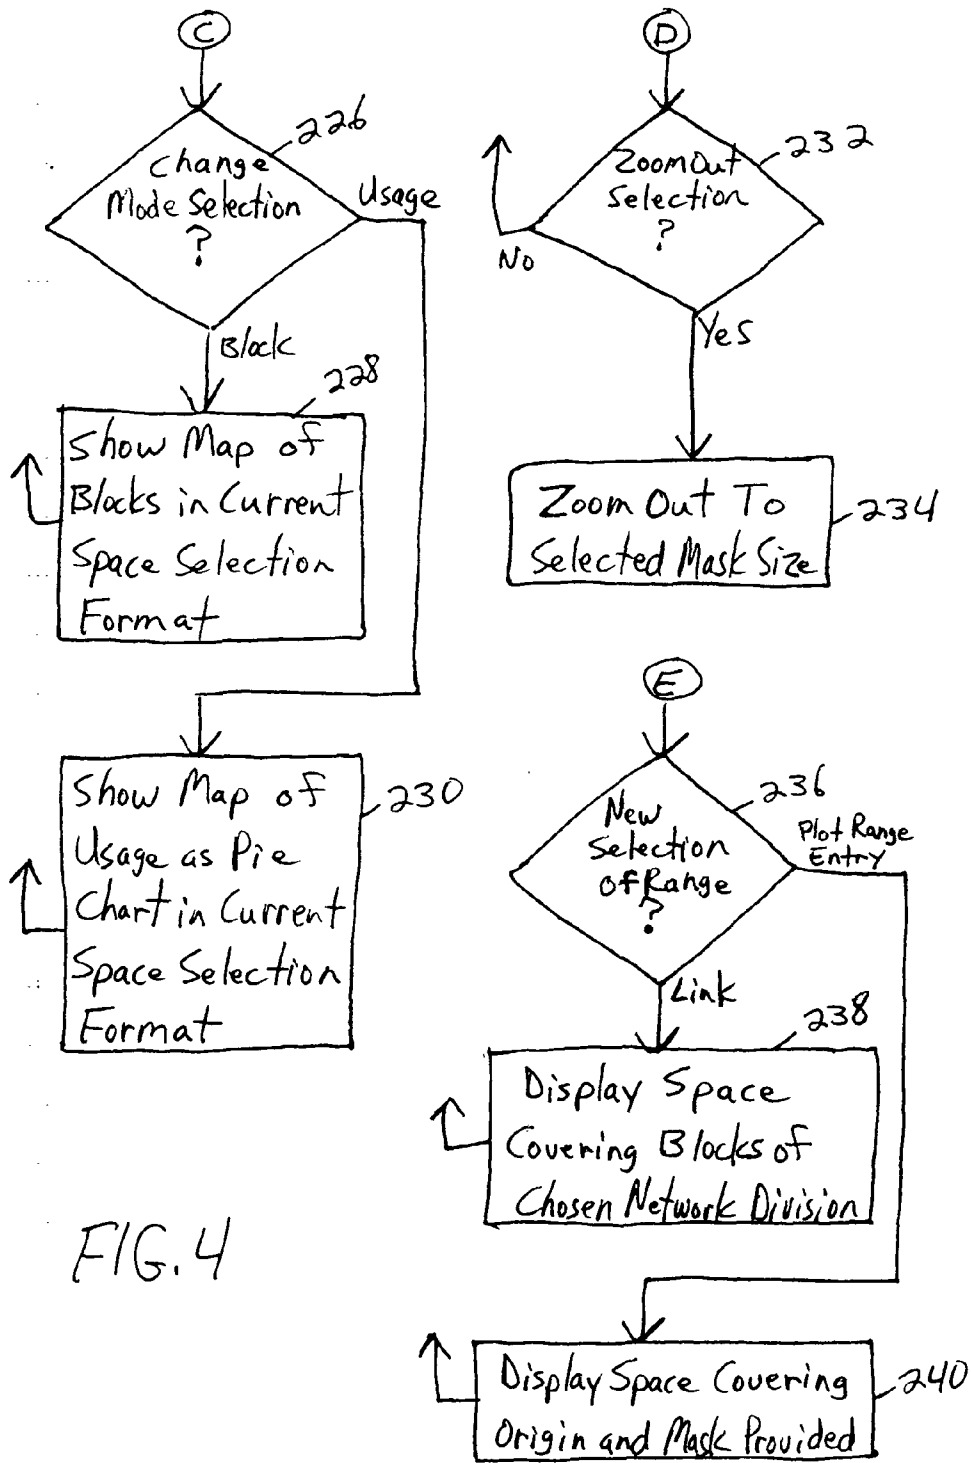 C
226
Change
Mode Selection
?
Usage
Block
228
Show Map of
Blocks in Current
Space Selection
Format
230
Show Map of
Usage as Pie
Chart in Current
Space Selection
Format
D
232
Zoom Out
Selection
?
No
Yes
Zoom Out To
Selected Mask Size
234
E
236
New
Selection
of Range
?
Plot Range
Entry
Link
238
Display Space
Covering Blocks of
Chosen Network Division
Display Space Covering
Origin and Mask Provided
240
FIG. 4